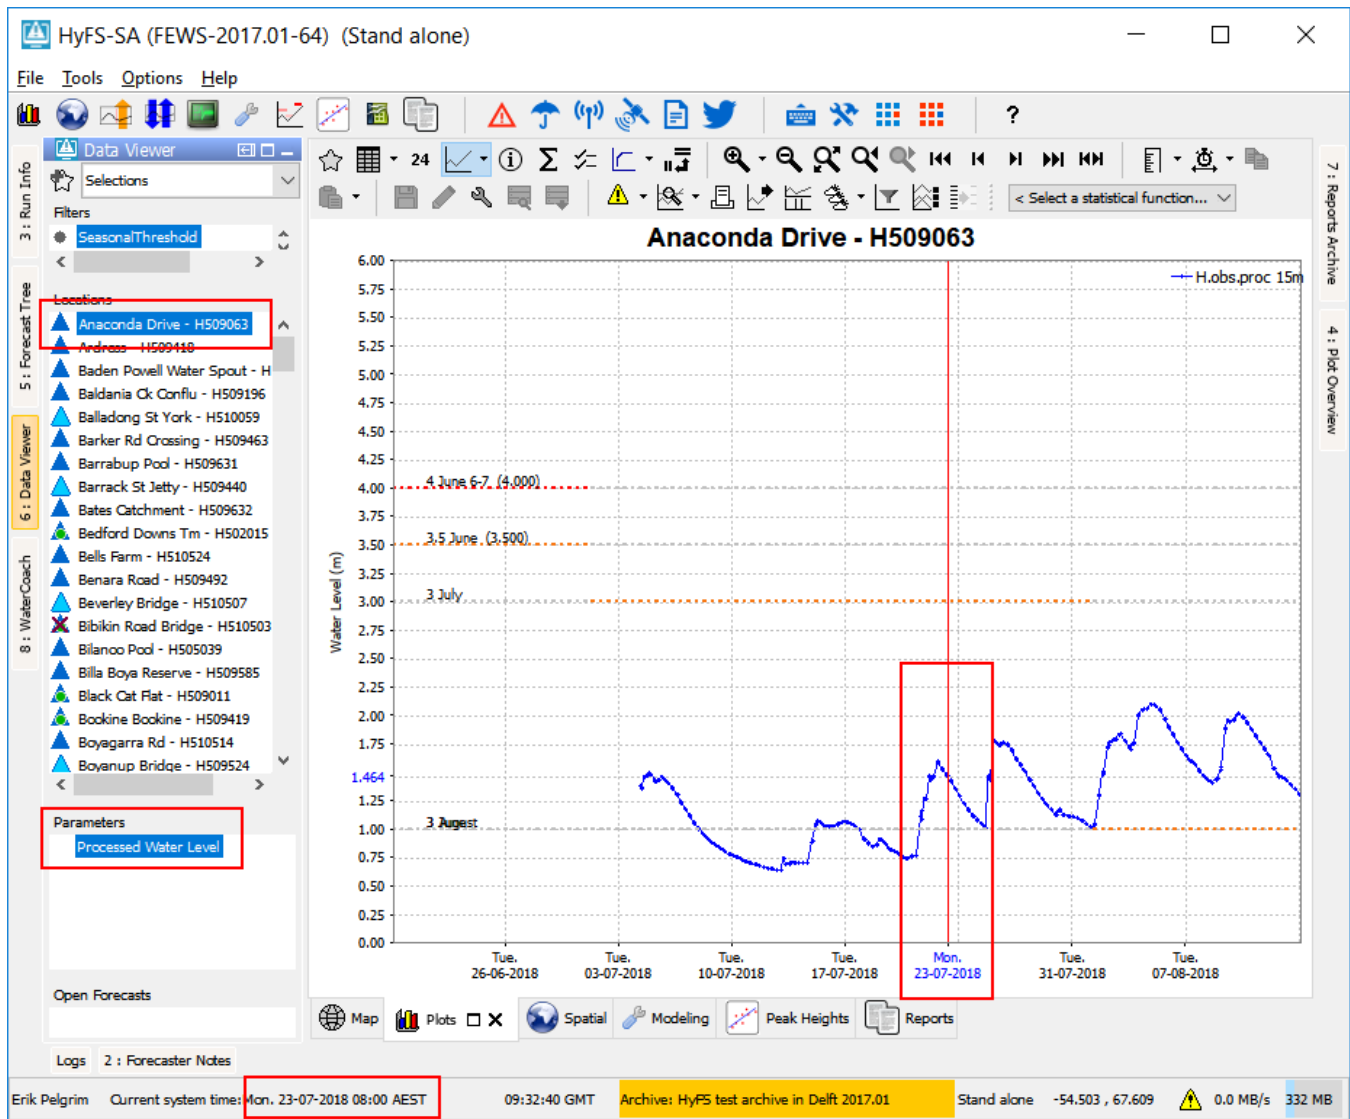 HyFS-SA (FEWS-2017.01-64) (Stand alone)
File Tools Options Help
?
Data Viewer
Selections
24
< Select a statistical function...
Filters
SeasonalThreshold
Locations
Anaconda Drive - H509063
Ardross - H509418
Baden Powell Water Spout - H
Baldania Ck Conflu - H509196
Balladong St York - H510059
Barker Rd Crossing - H509463
Barrabup Pool - H509631
Barrack St Jetty - H509440
Bates Catchment - H509632
Bedford Downs Tm - H502015
Bells Farm - H510524
Benara Road - H509492
Beverley Bridge - H510507
Bibikin Road Bridge - H510503
Bilanoo Pool - H505039
Billa Boya Reserve - H509585
Black Cat Flat - H509011
Bookine Bookine - H509419
Boyagarra Rd - H510514
Boyanup Bridge - H509524
Parameters
Processed Water Level
Open Forecasts
3 : Run Info
5 : Forecast Tree
6 : Data Viewer
8 : WaterCoach
Anaconda Drive - H509063
H.obs.proc 15m
Water Level (m)
6.00
5.75
5.50
5.25
5.00
4.75
4.50
4.25
4.00
3.75
3.50
3.25
3.00
2.75
2.50
2.25
2.00
1.75
1.464
1.25
1.00
0.75
0.50
0.25
0.00
4 June 6-7 (4.000)
3.5 June (3.500)
3 July
3 August
Tue. Tue. Tue. Tue. Mon. Tue. Tue.
26-06-2018 03-07-2018 10-07-2018 17-07-2018 23-07-2018 31-07-2018 07-08-2018
7 : Reports Archive
4 : Plot Overview
Map Plots Spatial Modeling Peak Heights Reports
Logs 2 : Forecaster Notes
Erik Pelgrim Current system time: Mon. 23-07-2018 08:00 AEST 09:32:40 GMT Archive: HyFS test archive in Delft 2017.01 Stand alone -54.503 , 67.609 0.0 MB/s 332 MB